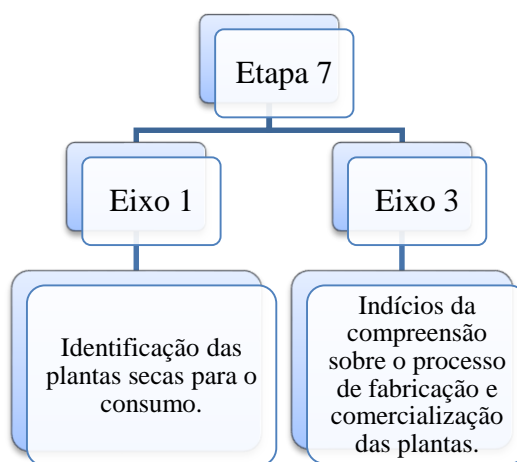 Etapa 7
Eixo 1
Eixo 3
Identificação das
plantas secas para o
consumo.
Indícios da
compreensão
sobre o processo
de fabricação e
comercialização
das plantas.